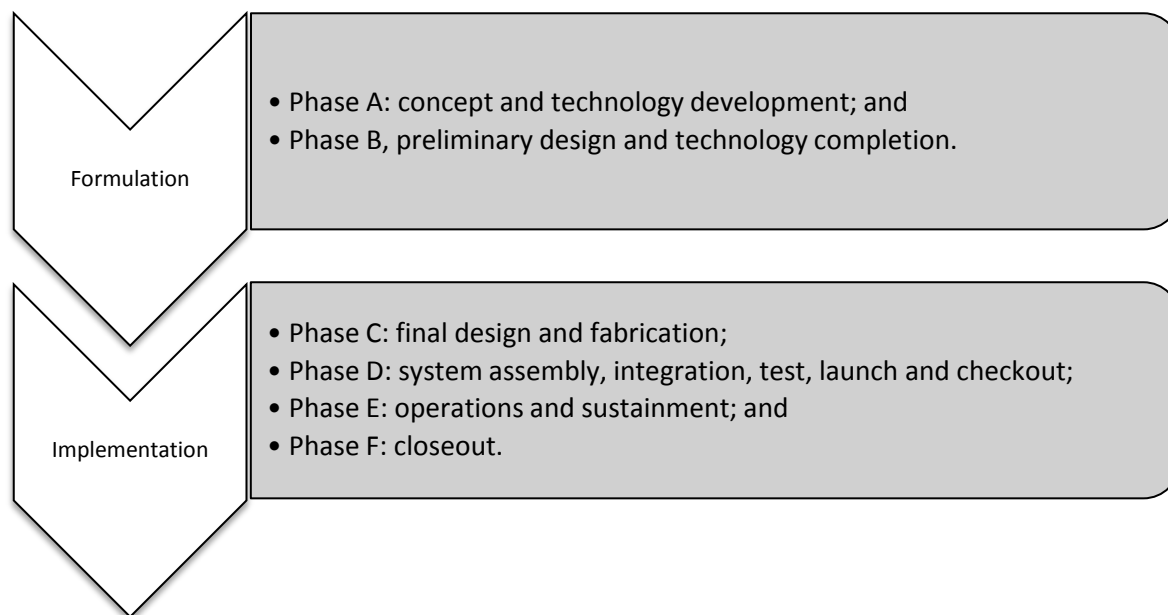 Formulation
• Phase A: concept and technology development; and
• Phase B, preliminary design and technology completion.
Implementation
• Phase C: final design and fabrication;
• Phase D: system assembly, integration, test, launch and checkout;
• Phase E: operations and sustainment; and
• Phase F: closeout.